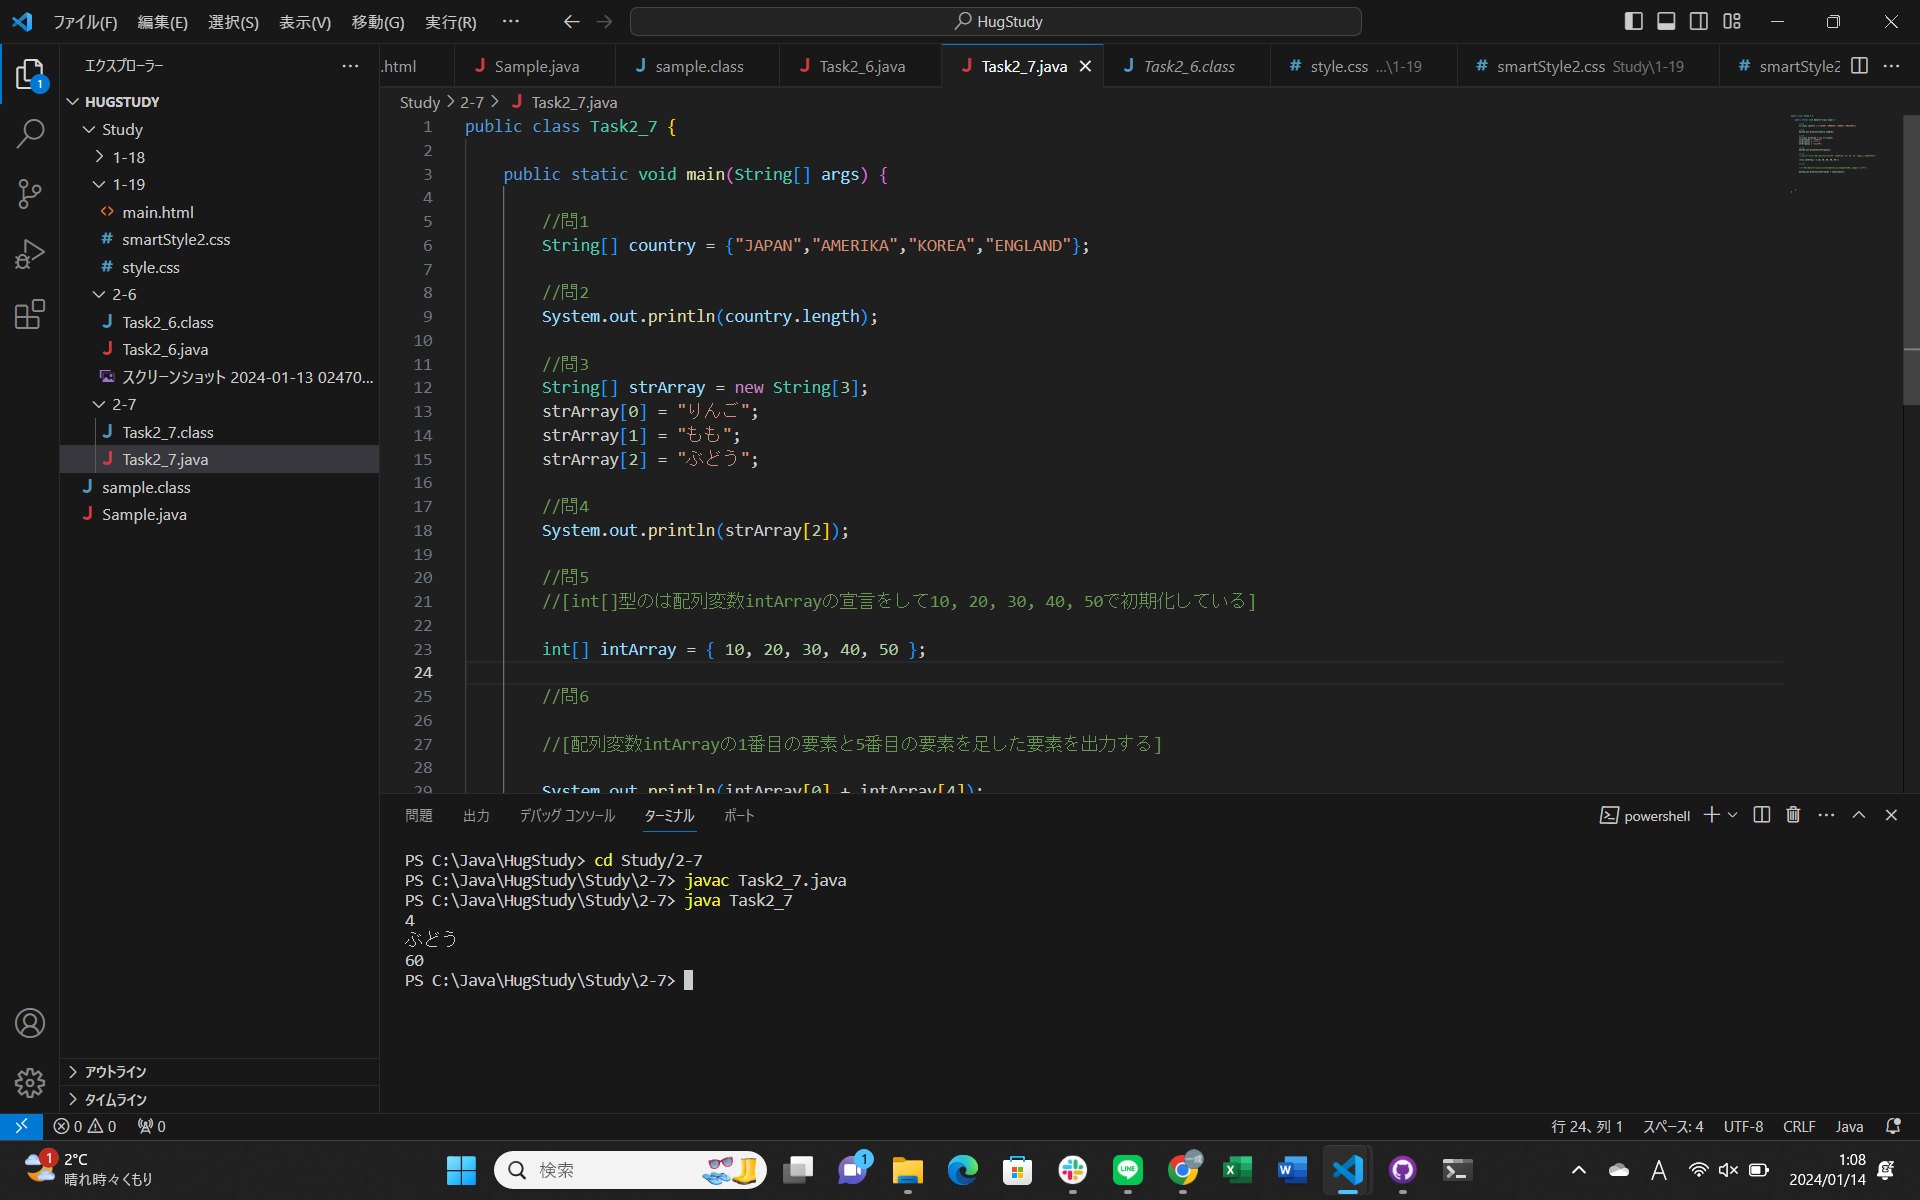 ファイル(F) 編集(E) 選択(S) 表示(V) 移動(G) 実行(R) … HugStudy
エクスプローラー …
HUGSTUDY
Study
1-18
1-19
main.html
smartStyle2.css
style.css
2-6
Task2_6.class
Task2_6.java
スクリーンショット 2024-01-13 02470...
2-7
Task2_7.class
Task2_7.java
sample.class
Sample.java
アウトライン
タイムライン
.html Sample.java sample.class Task2_6.java Task2_7.java Task2_6.class style.css ...\1-19 smartStyle2.css Study\1-19 smartStyle2
Study > 2-7 > Task2_7.java
1 public class Task2_7 {
2
3 public static void main(String[] args) {
4
5 //問1
6 String[] country = {"JAPAN","AMERIKA","KOREA","ENGLAND"};
7
8 //問2
9 System.out.println(country.length);
10
11 //問3
12 String[] strArray = new String[3];
13 strArray[0] = "りんご";
14 strArray[1] = "もも";
15 strArray[2] = "ぶどう";
16
17 //問4
18 System.out.println(strArray[2]);
19
20 //問5
21 //[int[]型のは配列変数intArrayの宣言をして10, 20, 30, 40, 50で初期化している]
22
23 int[] intArray = { 10, 20, 30, 40, 50 };
24
25 //問6
26
27 //[配列変数intArrayの1番目の要素と5番目の要素を足した要素を出力する]
28
29 System.out.println(intArray[0] + intArray[4]);
問題 出力 デバッグ コンソール ターミナル ポート powershell
PS C:\Java\HugStudy> cd Study/2-7
PS C:\Java\HugStudy\Study\2-7> javac Task2_7.java
PS C:\Java\HugStudy\Study\2-7> java Task2_7
4
ぶどう
60
PS C:\Java\HugStudy\Study\2-7>
0 0 0 行 24、列 1 スペース: 4 UTF-8 CRLF Java
1 2°C
晴れ時々くもり
検索
1
LINE
A
1:08
2024/01/14